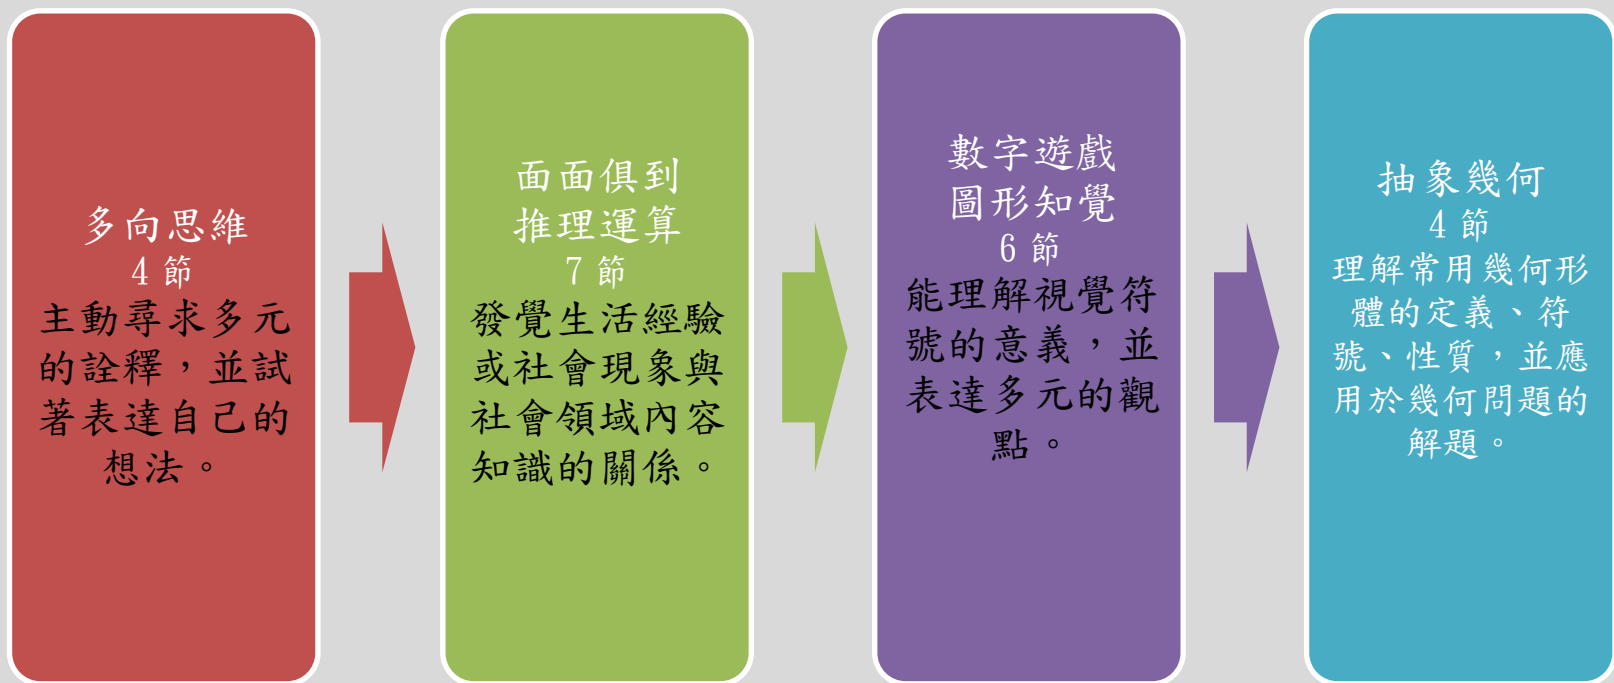 多向思維
4 節
主動尋求多元
的詮釋，並試
著表達自己的
想法。
面面俱到
推理運算
7 節
發覺生活經驗
或社會現象與
社會領域內容
知識的關係。
數字遊戲
圖形知覺
6 節
能理解視覺符
號的意義，並
表達多元的觀
點。
抽象幾何
4 節
理解常用幾何形
體的定義、符
號、性質，並應
用於幾何問題的
解題。